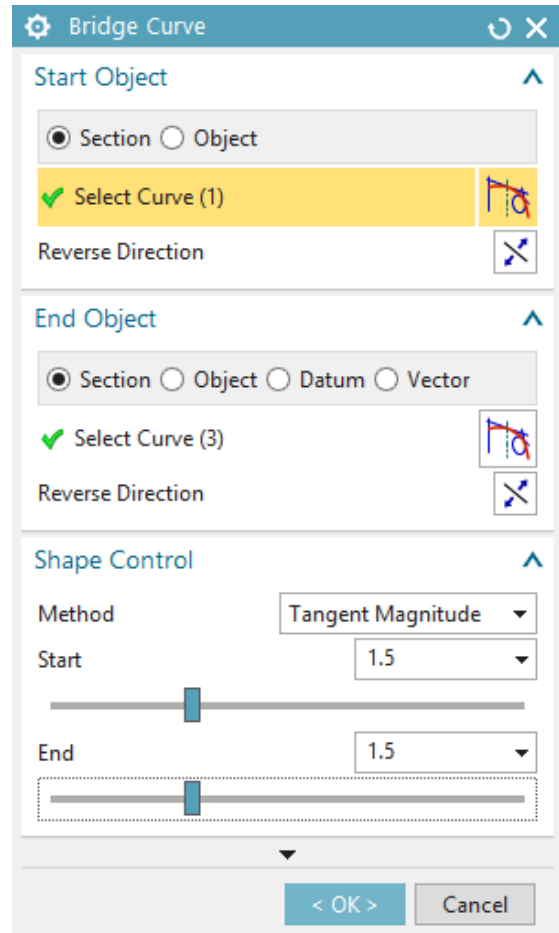 Bridge Curve
Start Object
Section Object
Select Curve (1)
Reverse Direction
End Object
Section Object Datum Vector
Select Curve (3)
Reverse Direction
Shape Control
Method Tangent Magnitude
Start 1.5
End 1.5
< OK > Cancel